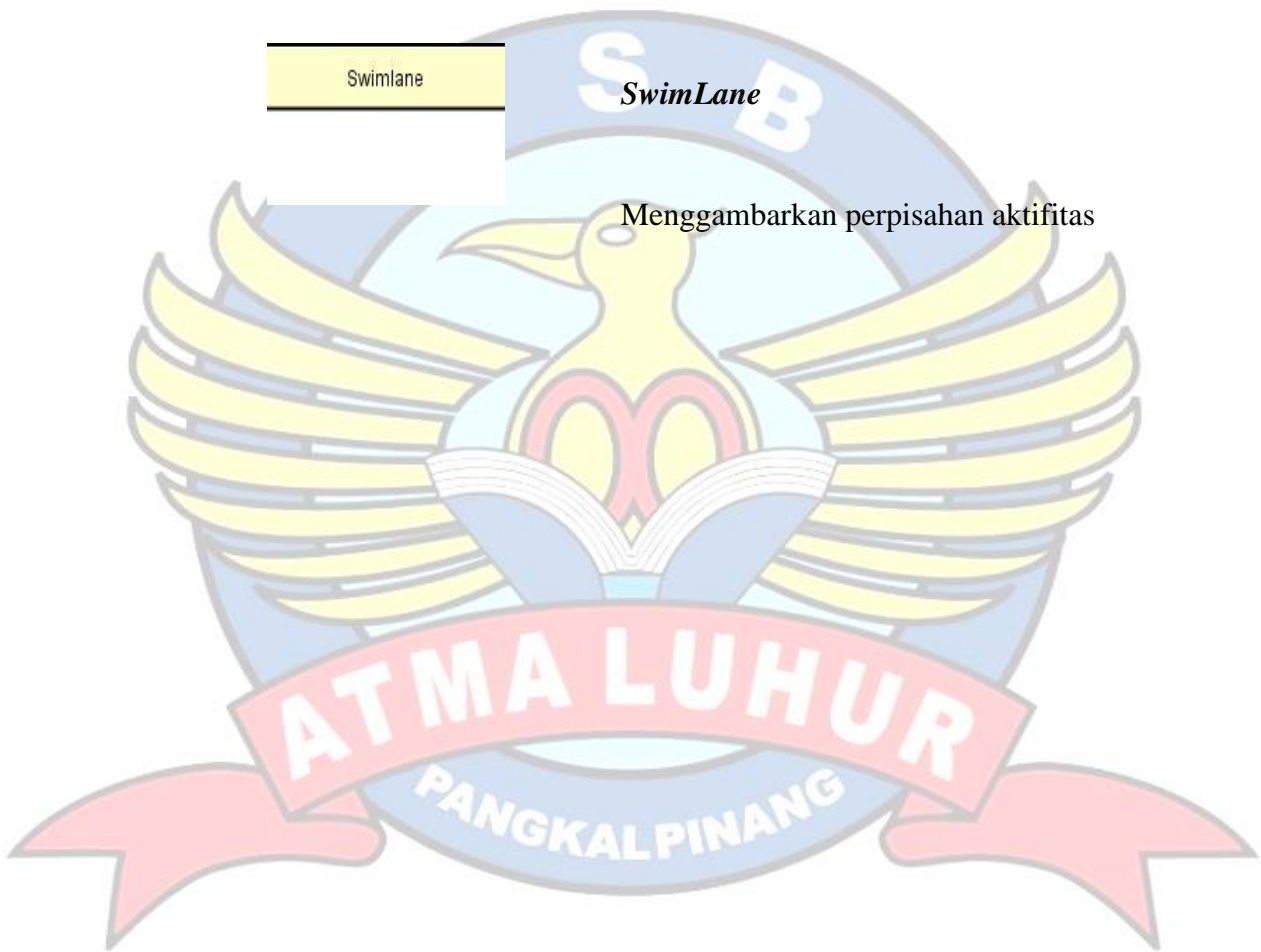 S B
Swimlane
SwimLane
Menggambarkan perpisahan aktifitas
ATMA LUHUR
PANGKALPINANG